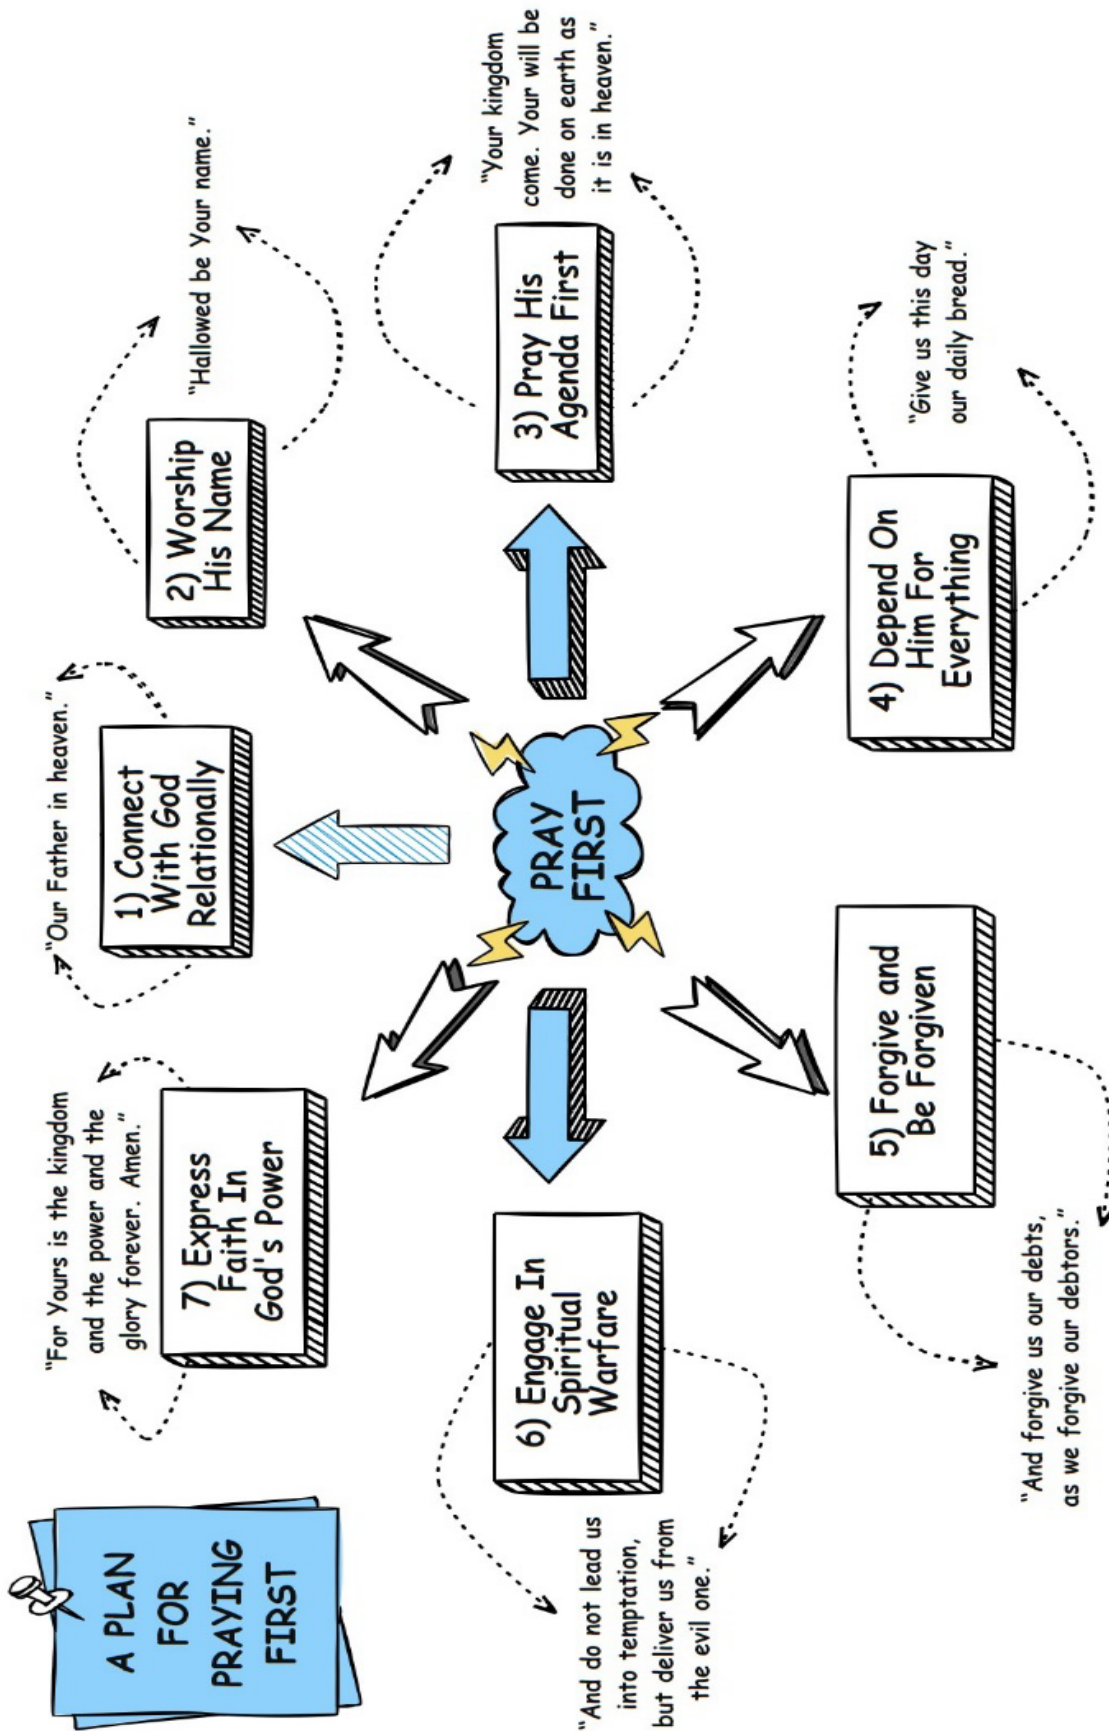 A PLAN
FOR
PRAYING
FIRST
PRAY
FIRST
1) Connect
With God
Relationally
"Our Father in heaven."
2) Worship
His Name
"Hallowed be Your name."
3) Pray His
Agenda First
"Your kingdom
come. Your will be
done on earth as
it is in heaven."
4) Depend On
Him For
Everything
"Give us this day
our daily bread."
5) Forgive and
Be Forgiven
"And forgive us our debts,
as we forgive our debtors."
6) Engage In
Spiritual
Warfare
"And do not lead us
into temptation,
but deliver us from
the evil one."
7) Express
Faith In
God's Power
"For Yours is the kingdom
and the power and the
glory forever. Amen."